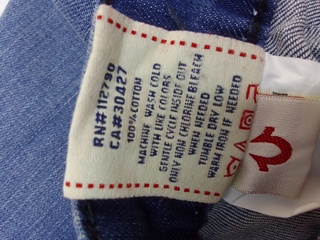 RN#112790
CA#30427
100% COTTON
MACHINE WASH COLD
WITH LIKE COLORS
GENTLE CYCLE INSIDE OUT
ONLY NON CHLORINE BLEACH
WHEN NEEDED
TUMBLE DRY LOW
WARM IRON IF NEEDED